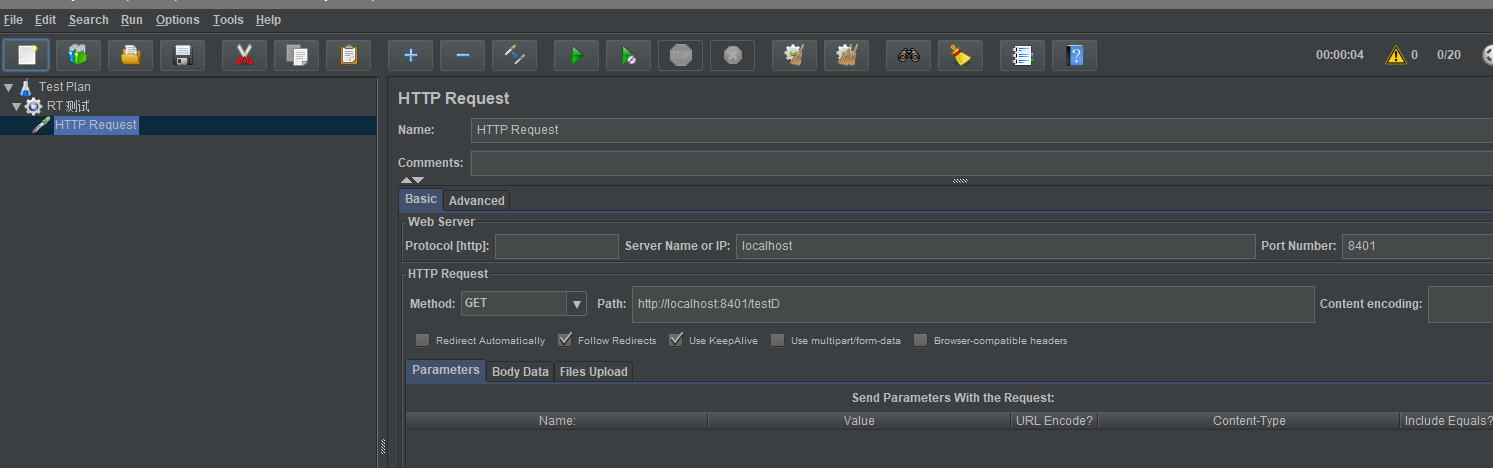 File Edit Search Run Options Tools Help
00:00:04 0 0/20
Test Plan
RT 测试
HTTP Request
HTTP Request
Name: HTTP Request
Comments:
Basic Advanced
Web Server
Protocol [http]: Server Name or IP: localhost Port Number: 8401
HTTP Request
Method: GET Path: http://localhost:8401/testD Content encoding:
Redirect Automatically Follow Redirects Use KeepAlive Use multipart/form-data Browser-compatible headers
Parameters Body Data Files Upload
Send Parameters With the Request:
Name: Value URL Encode? Content-Type Include Equals?